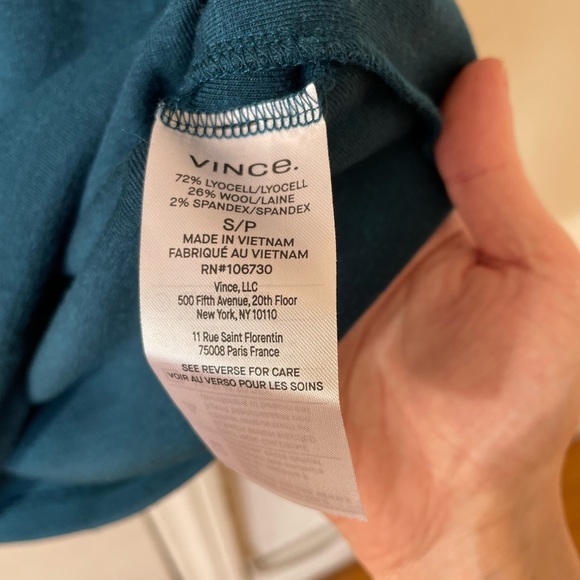 VINCE.
72% LYOCELL/LYOCELL
26% WOOL/LAINE
2% SPANDEX/SPANDEX
S/P
MADE IN VIETNAM
FABRIQUÉ AU VIETNAM
RN#106730
Vince, LLC
500 Fifth Avenue, 20th Floor
New York, NY 10110
11 Rue Saint Florentin
75008 Paris France
SEE REVERSE FOR CARE
VOIR AU VERSO POUR LES SOINS